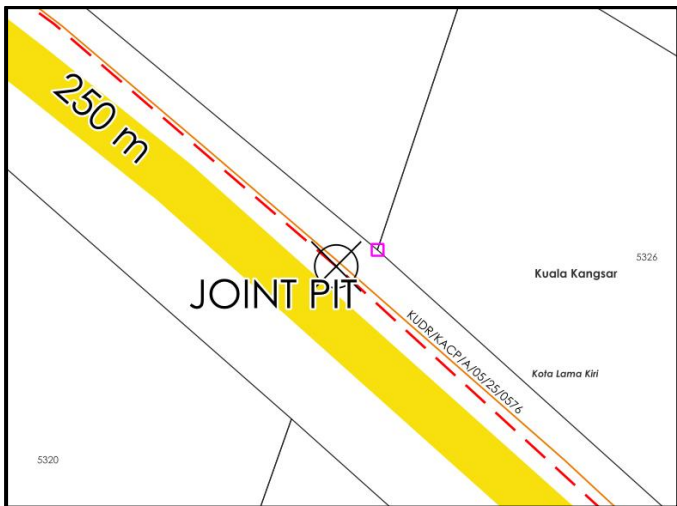 250 m
5326
Kuala Kangsar
JOINT PIT
KUDR/KACP/A/05/25/0576
Kota Lama Kiri
5320